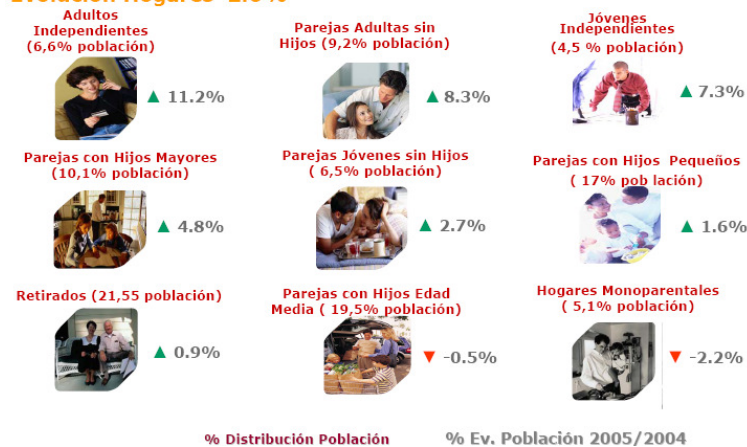 Evolución Hogares 2.6%
Adultos
Independientes
(6,6% población)
▲ 11.2%
Parejas Adultas sin
Hijos (9,2% población)
▲ 8.3%
Jóvenes
Independientes
(4,5 % población)
▲ 7.3%
Parejas con Hijos Mayores
(10,1% población)
▲ 4.8%
Parejas Jóvenes sin Hijos
( 6,5% población)
▲ 2.7%
Parejas con Hijos Pequeños
( 17% pob lación)
▲ 1.6%
Retirados (21,55 población)
▲ 0.9%
Parejas con Hijos Edad
Media ( 19,5% población)
▼ -0.5%
Hogares Monoparentales
( 5,1% población)
▼ -2.2%
% Distribución Población
% Ev. Población 2005/2004